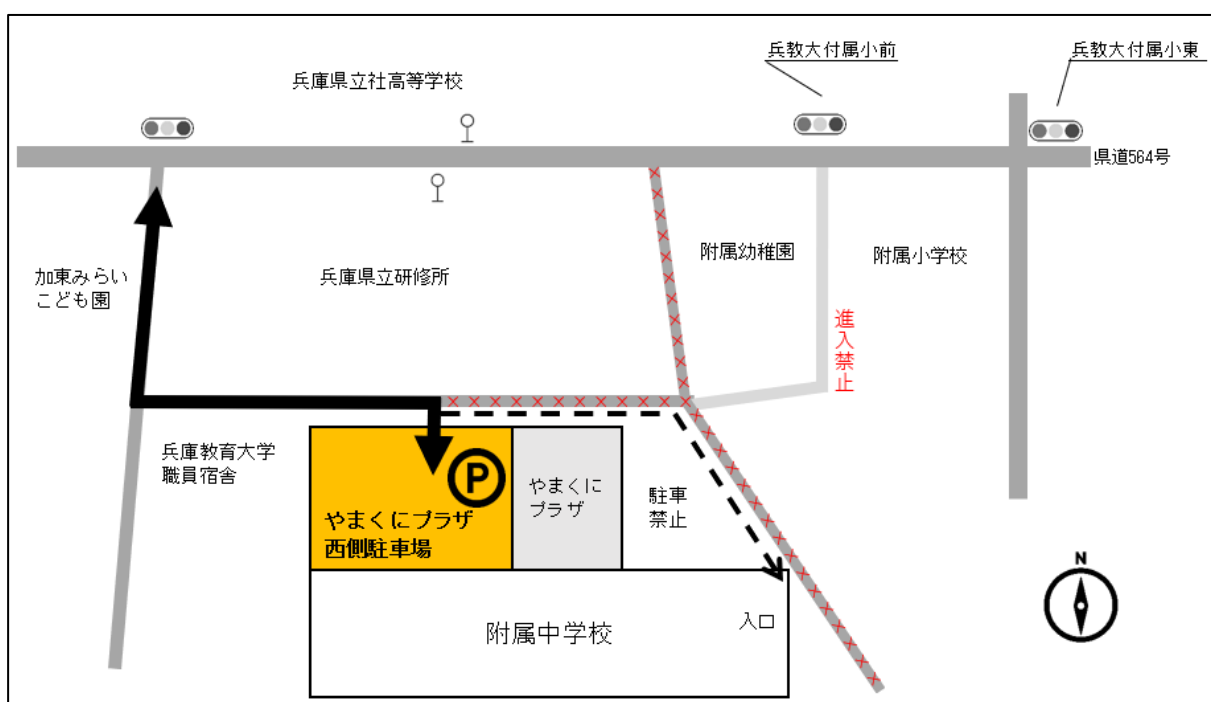 兵教大付属小前
兵教大付属小東
兵庫県立社高等学校
県道564号
附属幼稚園
附属小学校
加東みらい
こども園
兵庫県立研修所
進入禁止
兵庫教育大学
職員宿舎
P
やまくにプラザ
西側駐車場
やまくに
プラザ
駐車
禁止
N
附属中学校
入口